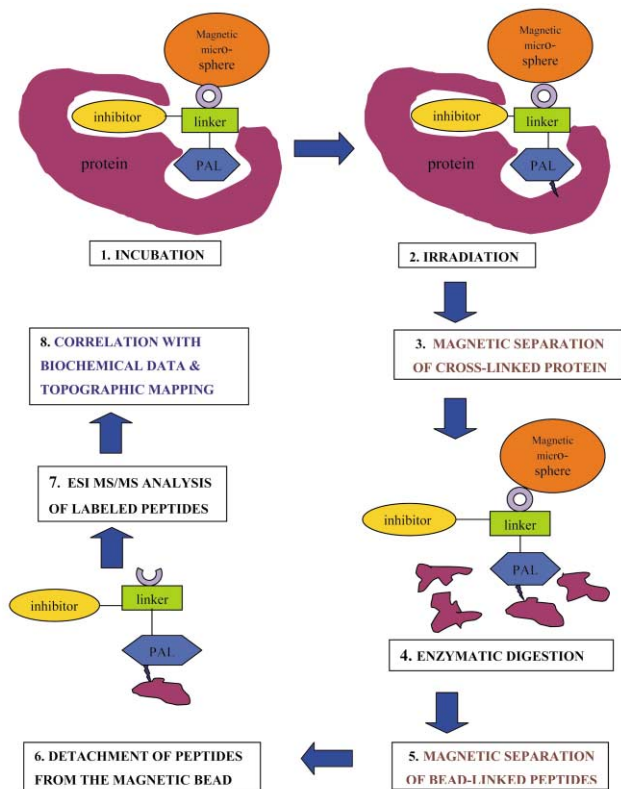 Magnetic
micro-
sphere
inhibitor
linker
protein
PAL
1. INCUBATION
Magnetic
micro-
sphere
inhibitor
linker
protein
PAL
2. IRRADIATION
3. MAGNETIC SEPARATION
OF CROSS-LINKED PROTEIN
Magnetic
micro-
sphere
inhibitor
linker
PAL
4. ENZYMATIC DIGESTION
5. MAGNETIC SEPARATION
OF BEAD-LINKED PEPTIDES
6. DETACHMENT OF PEPTIDES
FROM THE MAGNETIC BEAD
linker
inhibitor
PAL
7. ESI MS/MS ANALYSIS
OF LABELED PEPTIDES
8. CORRELATION WITH
BIOCHEMICAL DATA &
TOPOGRAPHIC MAPPING